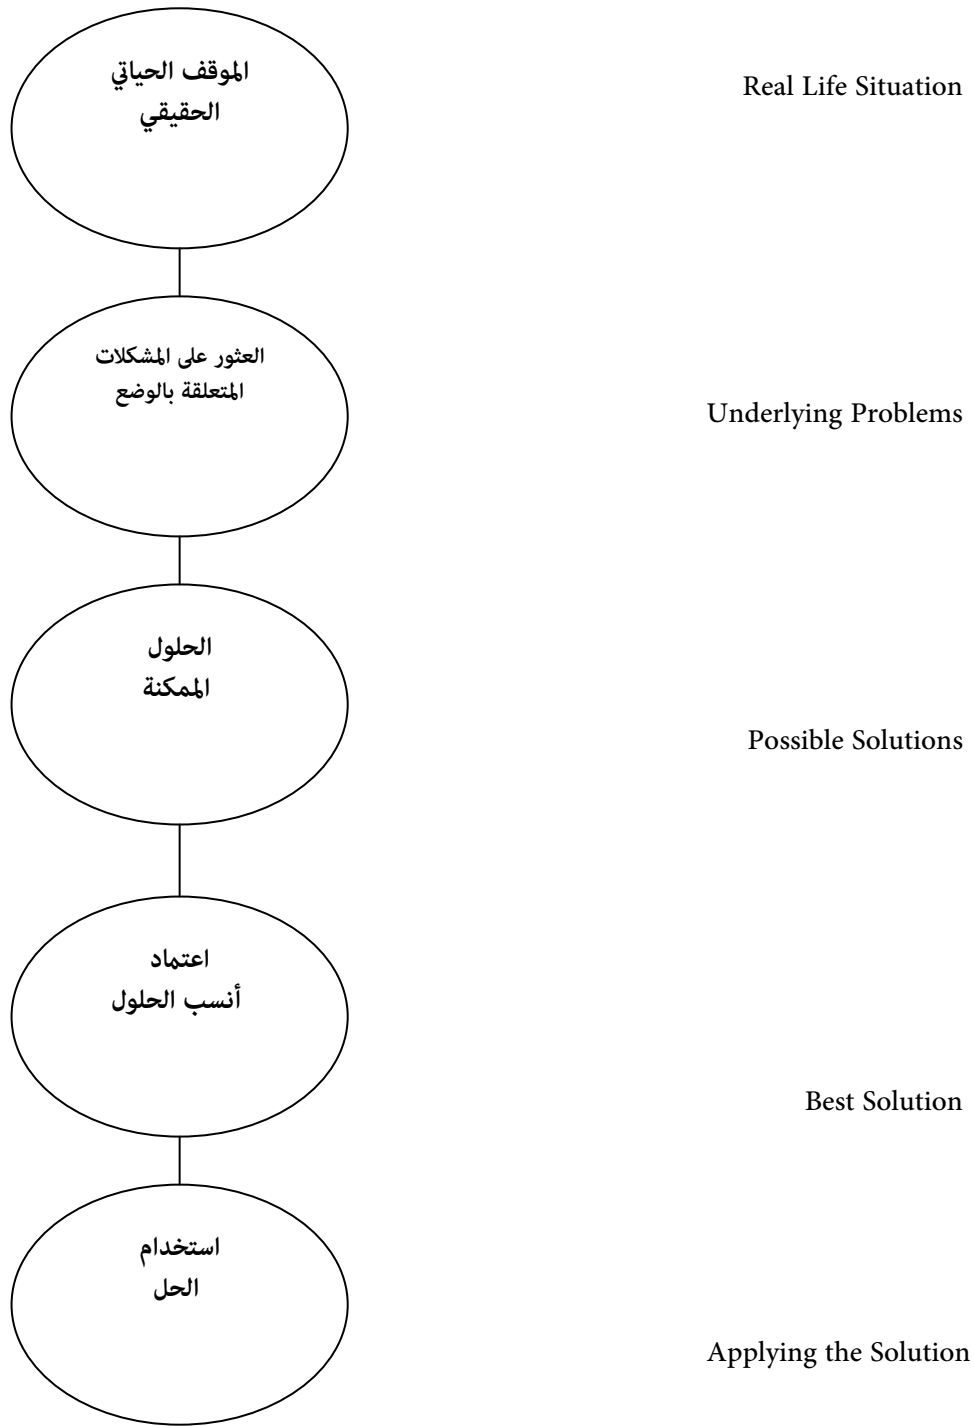 الموقف الحياتي
الحقيقي
Real Life Situation
العثور على المشكلات
المتعلقة بالوضع
Underlying Problems
الحلول
الممكنة
Possible Solutions
اعتماد
أنسب الحلول
Best Solution
استخدام
الحل
Applying the Solution